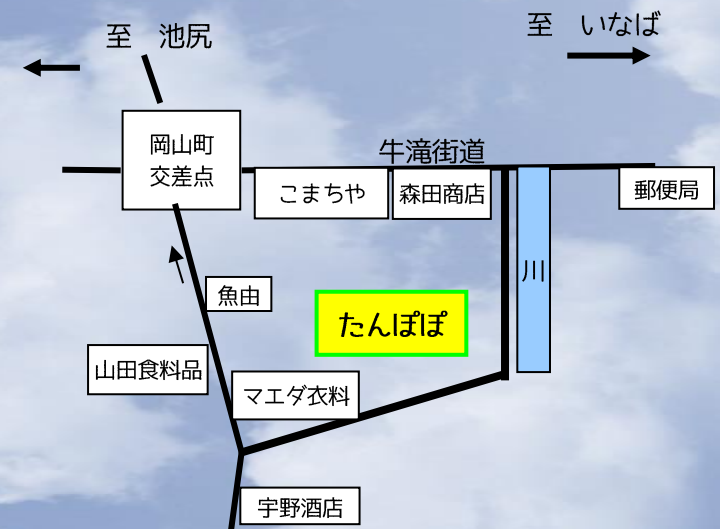 至　いなば
至　池尻
岡山町
交差点
牛滝街道
こまちや
森田商店
郵便局
川
魚由
たんぽぽ
山田食料品
マエダ衣料
宇野酒店